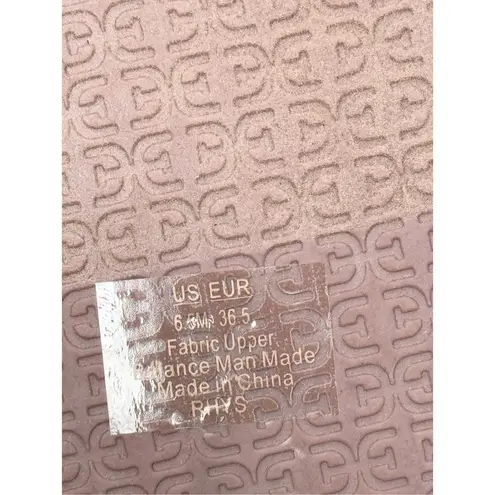 US EUR
6.5M 36.5
Fabric Upper
Balance Man Made
Made in China
RHYS